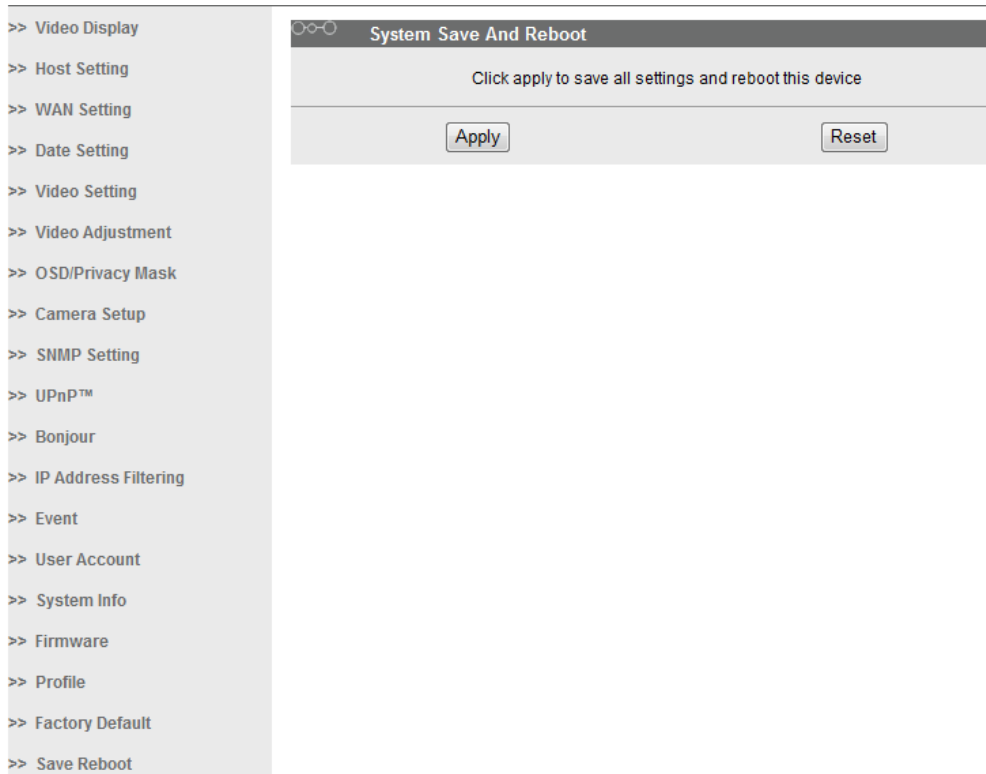 >> Video Display
>> Host Setting
>> WAN Setting
>> Date Setting
>> Video Setting
>> Video Adjustment
>> OSD/Privacy Mask
>> Camera Setup
>> SNMP Setting
>> UPnP™
>> Bonjour
>> IP Address Filtering
>> Event
>> User Account
>> System Info
>> Firmware
>> Profile
>> Factory Default
>> Save Reboot
System Save And Reboot
Click apply to save all settings and reboot this device
Apply Reset